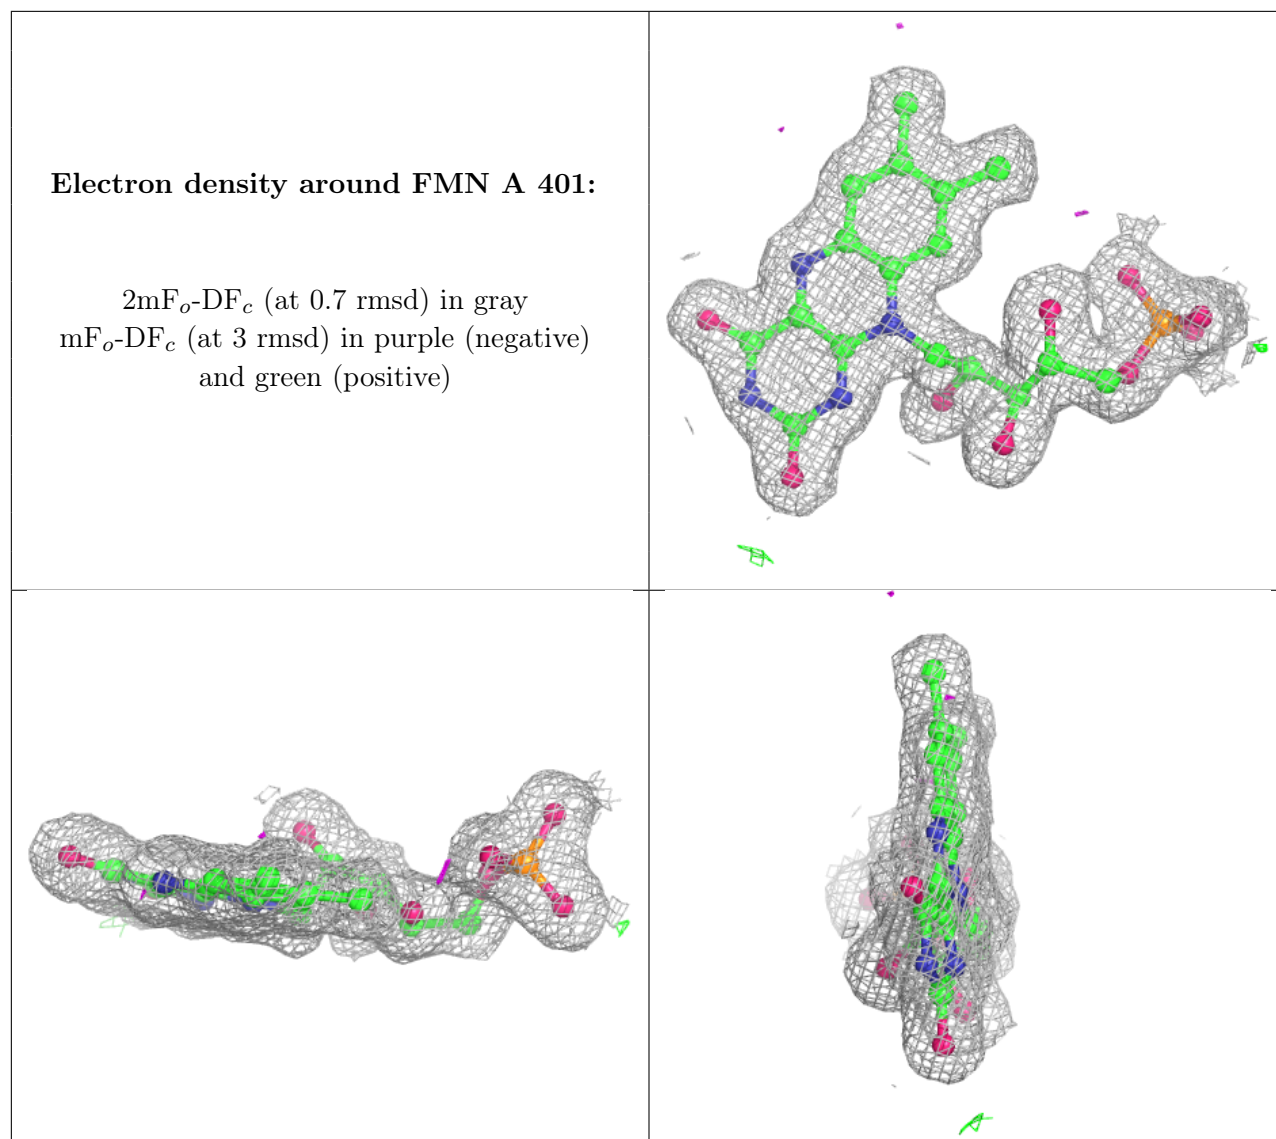 Electron density around FMN A 401:
2mFₒ-DF𝒸 (at 0.7 rmsd) in gray
mFₒ-DF𝒸 (at 3 rmsd) in purple (negative)
and green (positive)